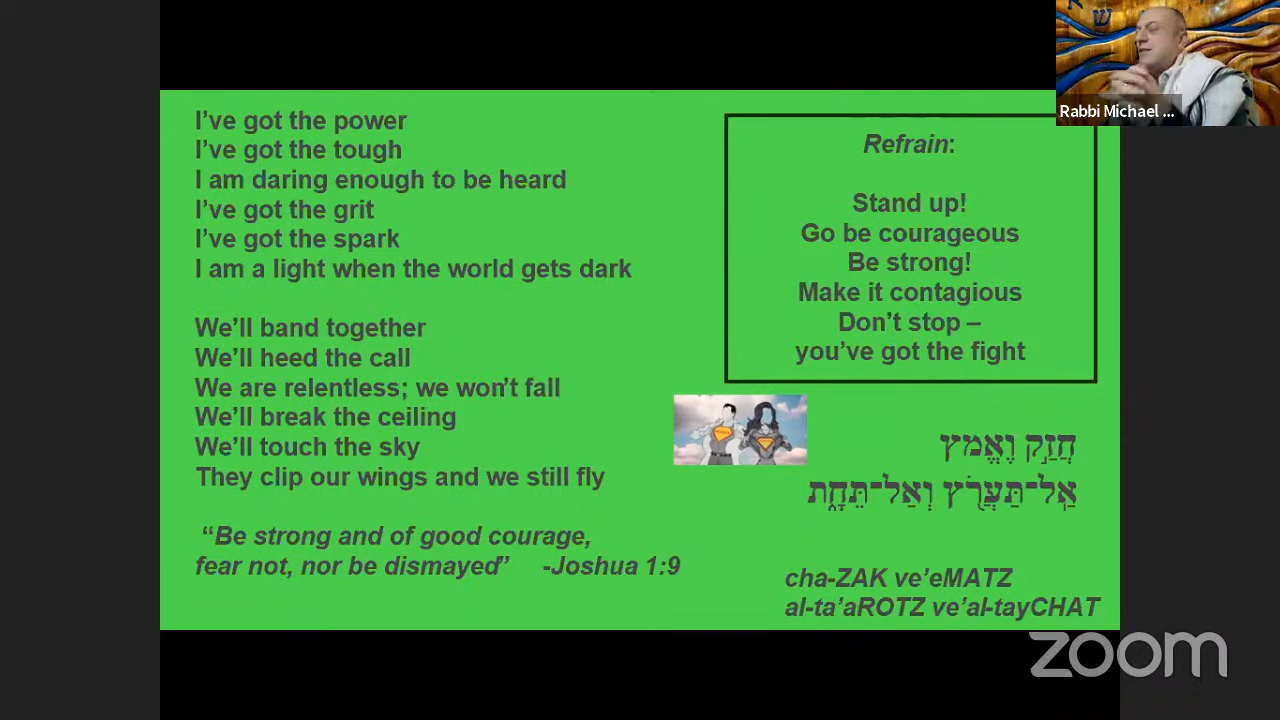 I've got the power
I've got the tough
I am daring enough to be heard
I've got the grit
I've got the spark
I am a light when the world gets dark
We'll band together
We'll heed the call
We are relentless; we won't fall
We'll break the ceiling
We'll touch the sky
They clip our wings and we still fly
“Be strong and of good courage,
fear not, nor be dismayed” -Joshua 1:9
Refrain:
Stand up!
Go be courageous
Be strong!
Make it contagious
Don't stop –
you've got the fight
חֲזַ֣ק וֶאֱמָ֔ץ
אַֽל־תַּעֲרֹ֖ץ וְאַל־תֵּחָ֑ת
cha-ZAK ve'eMATZ
al-ta'aROTZ ve'al-tayCHAT
Rabbi Michael ...
zoom